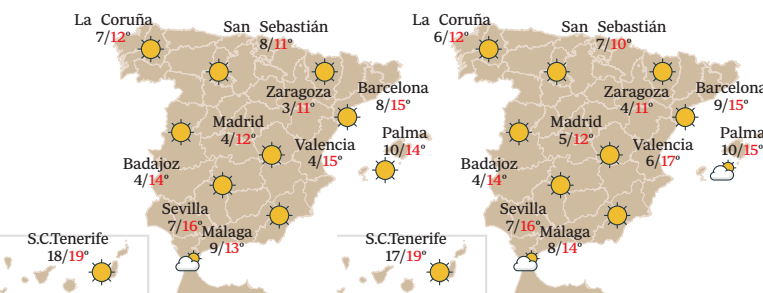 La Coruña
7/12°
San Sebastián
8/11°
Zaragoza
3/11°
Barcelona
8/15°
Madrid
4/12°
Valencia
4/15°
Palma
10/14°
Badajoz
4/14°
Sevilla
7/16°
Málaga
9/13°
S.C.Tenerife
18/19°
La Coruña
6/12°
San Sebastián
7/10°
Zaragoza
4/11°
Barcelona
9/15°
Madrid
5/12°
Valencia
6/17°
Palma
10/15°
Badajoz
4/14°
Sevilla
7/16°
Málaga
8/14°
S.C.Tenerife
17/19°